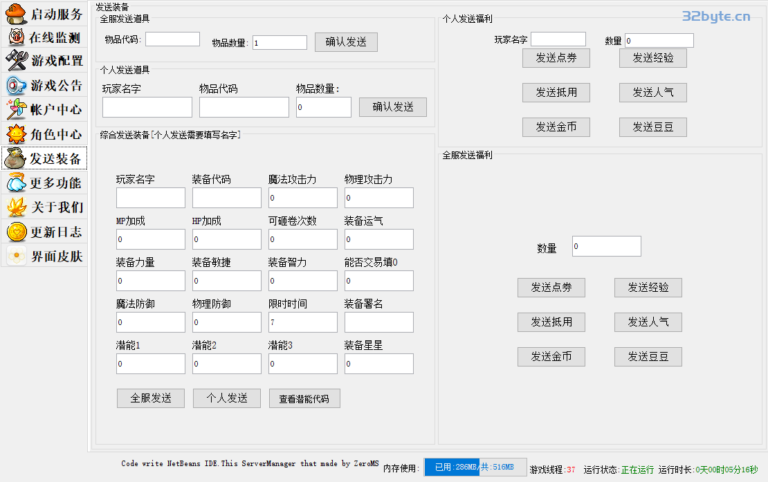 启动服务
在线监测
游戏配置
游戏公告
帐户中心
角色中心
发送装备
更多功能
关于我们
更新日志
界面皮肤
发送装备
全服发送道具
物品代码:
物品数量: 1
确认发送
个人发送道具
玩家名字 物品代码 物品数量:
0
确认发送
综合发送装备[个人发送需要填写名字]
玩家名字 装备代码 魔法攻击力 物理攻击力
0 0
MP加成 HP加成 可砸卷次数 装备运气
0 0 0 0
装备力量 装备敏捷 装备智力 能否交易填0
0 0 0 0
魔法防御 物理防御 限时时间 装备署名
0 0 7
潜能1 潜能2 潜能3 装备星星
0 0 0 0
全服发送 个人发送 查看潜能代码
32byte.cn
个人发送福利
玩家名字 数量 0
发送点券 发送经验
发送抵用 发送人气
发送金币 发送豆豆
全服发送福利
数量 0
发送点券 发送经验
发送抵用 发送人气
发送金币 发送豆豆
Code write NetBeans IDE.This ServerManager that made by ZeroMS
内存使用: 已用:286MB/共:516MB 游戏线程:37 运行状态:正在运行 运行时长:0天00时05分16秒